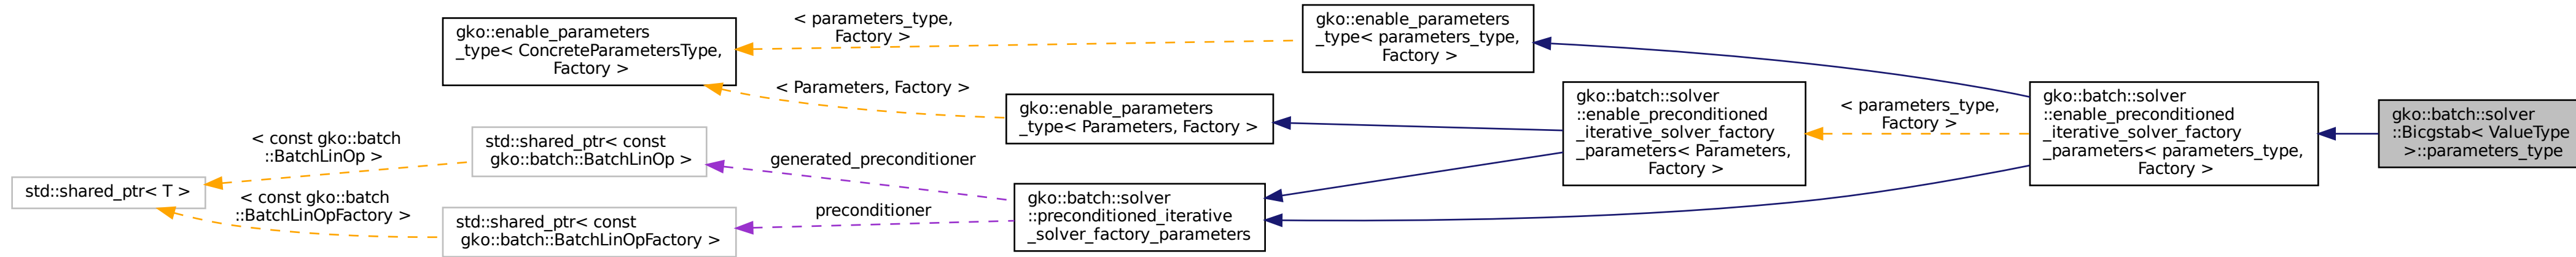 gko::enable_parameters
_type< ConcreteParametersType,
Factory >
< parameters_type,
Factory >
gko::enable_parameters
_type< parameters_type,
Factory >
< Parameters, Factory >
gko::enable_parameters
_type< Parameters, Factory >
gko::batch::solver
::enable_preconditioned
_iterative_solver_factory
_parameters< Parameters,
Factory >
< parameters_type,
Factory >
gko::batch::solver
::enable_preconditioned
_iterative_solver_factory
_parameters< parameters_type,
Factory >
gko::batch::solver
::Bicgstab< ValueType
>::parameters_type
< const gko::batch
::BatchLinOp >
std::shared_ptr< const
gko::batch::BatchLinOp >
generated_preconditioner
std::shared_ptr< T >
< const gko::batch
::BatchLinOpFactory >
std::shared_ptr< const
gko::batch::BatchLinOpFactory >
preconditioner
gko::batch::solver
::preconditioned_iterative
_solver_factory_parameters